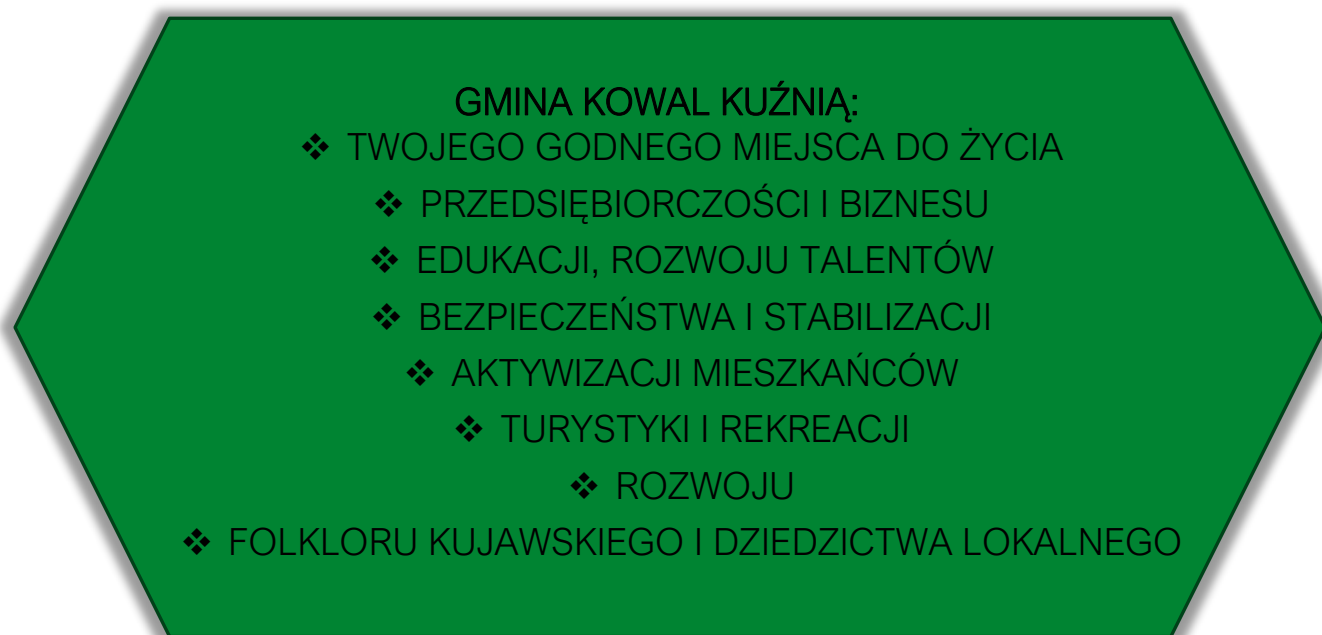 GMINA KOWAL KUŹNIĄ:
❖ TWOJEGO GODNEGO MIEJSCA DO ŻYCIA
❖ PRZEDSIĘBIORCZOŚCI I BIZNESU
❖ EDUKACJI, ROZWOJU TALENTÓW
❖ BEZPIECZEŃSTWA I STABILIZACJI
❖ AKTYWIZACJI MIESZKAŃCÓW
❖ TURYSTYKI I REKREACJI
❖ ROZWOJU
❖ FOLKLORU KUJAWSKIEGO I DZIEDZICTWA LOKALNEGO